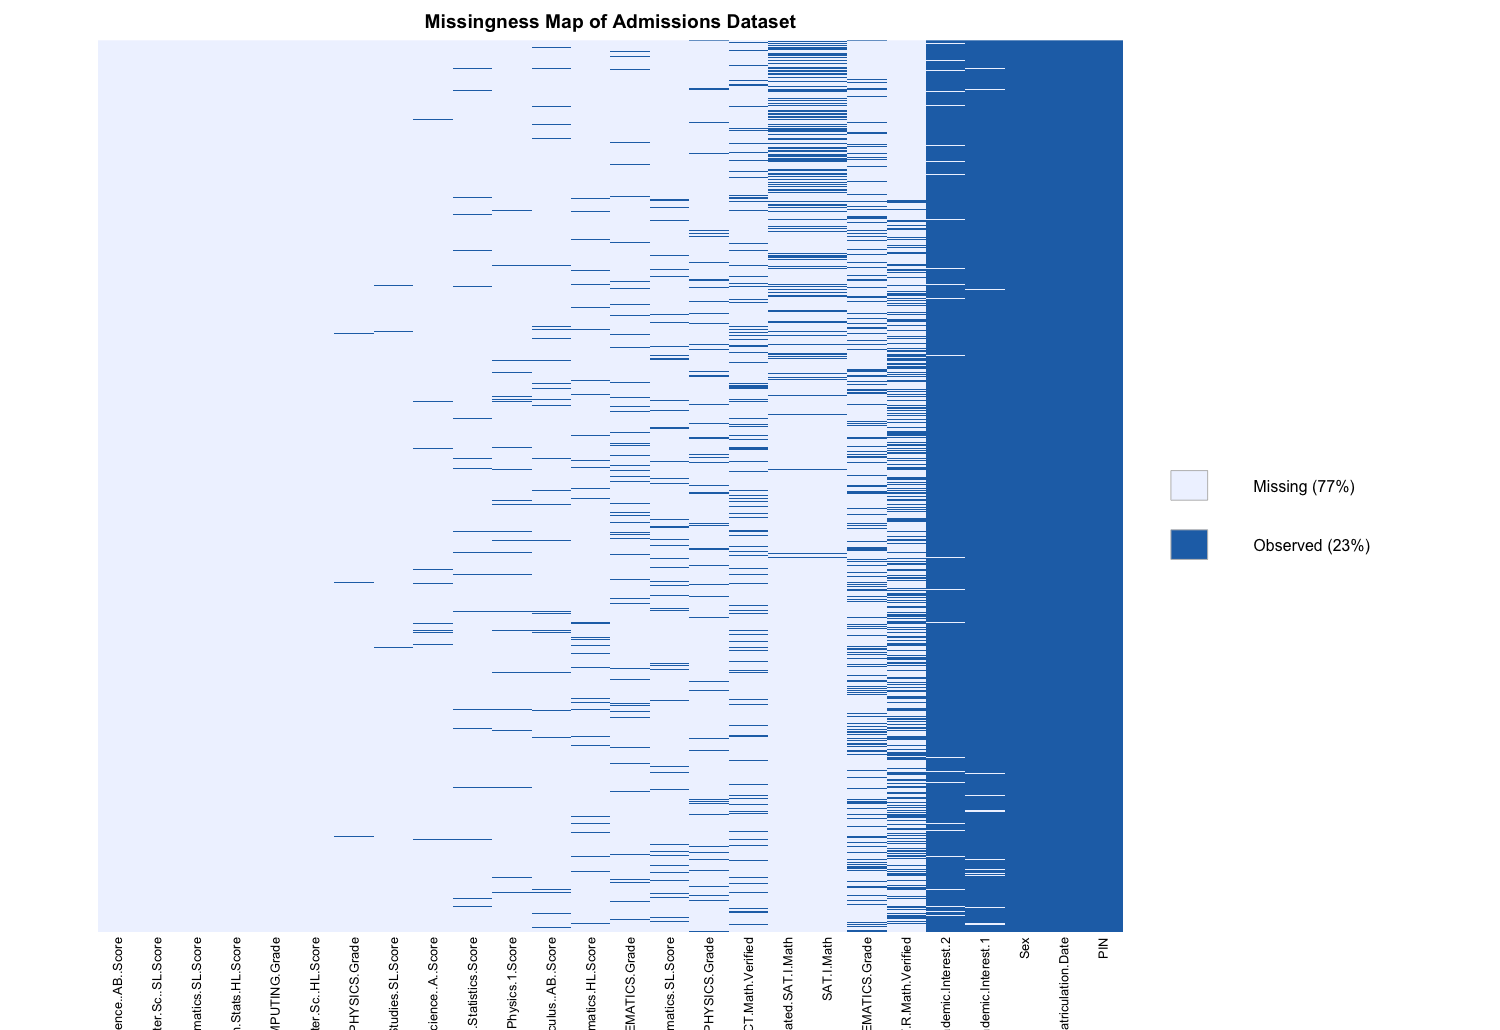 Missingness Map of Admissions Dataset
Missing (77%)
Observed (23%)
ence..AB..Score
ter.Sc..SL.Score
matics.SL.Score
.Stats.HL.Score
MPUTING.Grade
ter.Sc..HL.Score
PHYSICS.Grade
Studies.SL.Score
cience..A..Score
.Statistics.Score
Physics.1.Score
culus..AB..Score
matics.HL.Score
EMATICS.Grade
matics.SL.Score
PHYSICS.Grade
CT.Math.Verified
ated.SAT.I.Math
SAT.I.Math
EMATICS.Grade
.R.Math.Verified
demic.Interest.2
demic.Interest.1
Sex
atriculation.Date
PIN